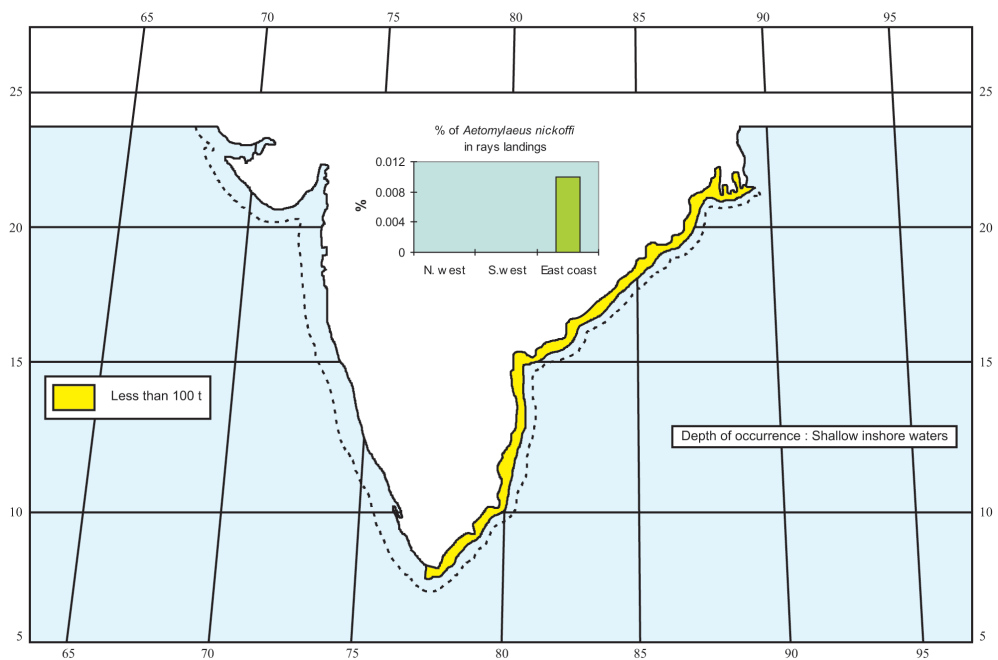 65 70 75 80 85 90 95
25 25
% of Aetomylaeus nickoffi
in rays landings
0.012
0.008
%
0.004
0
N. west S.west East coast
20 20
15 15
Less than 100 t
Depth of occurrence : Shallow inshore waters
10 10
5 5
65 70 75 80 85 90 95